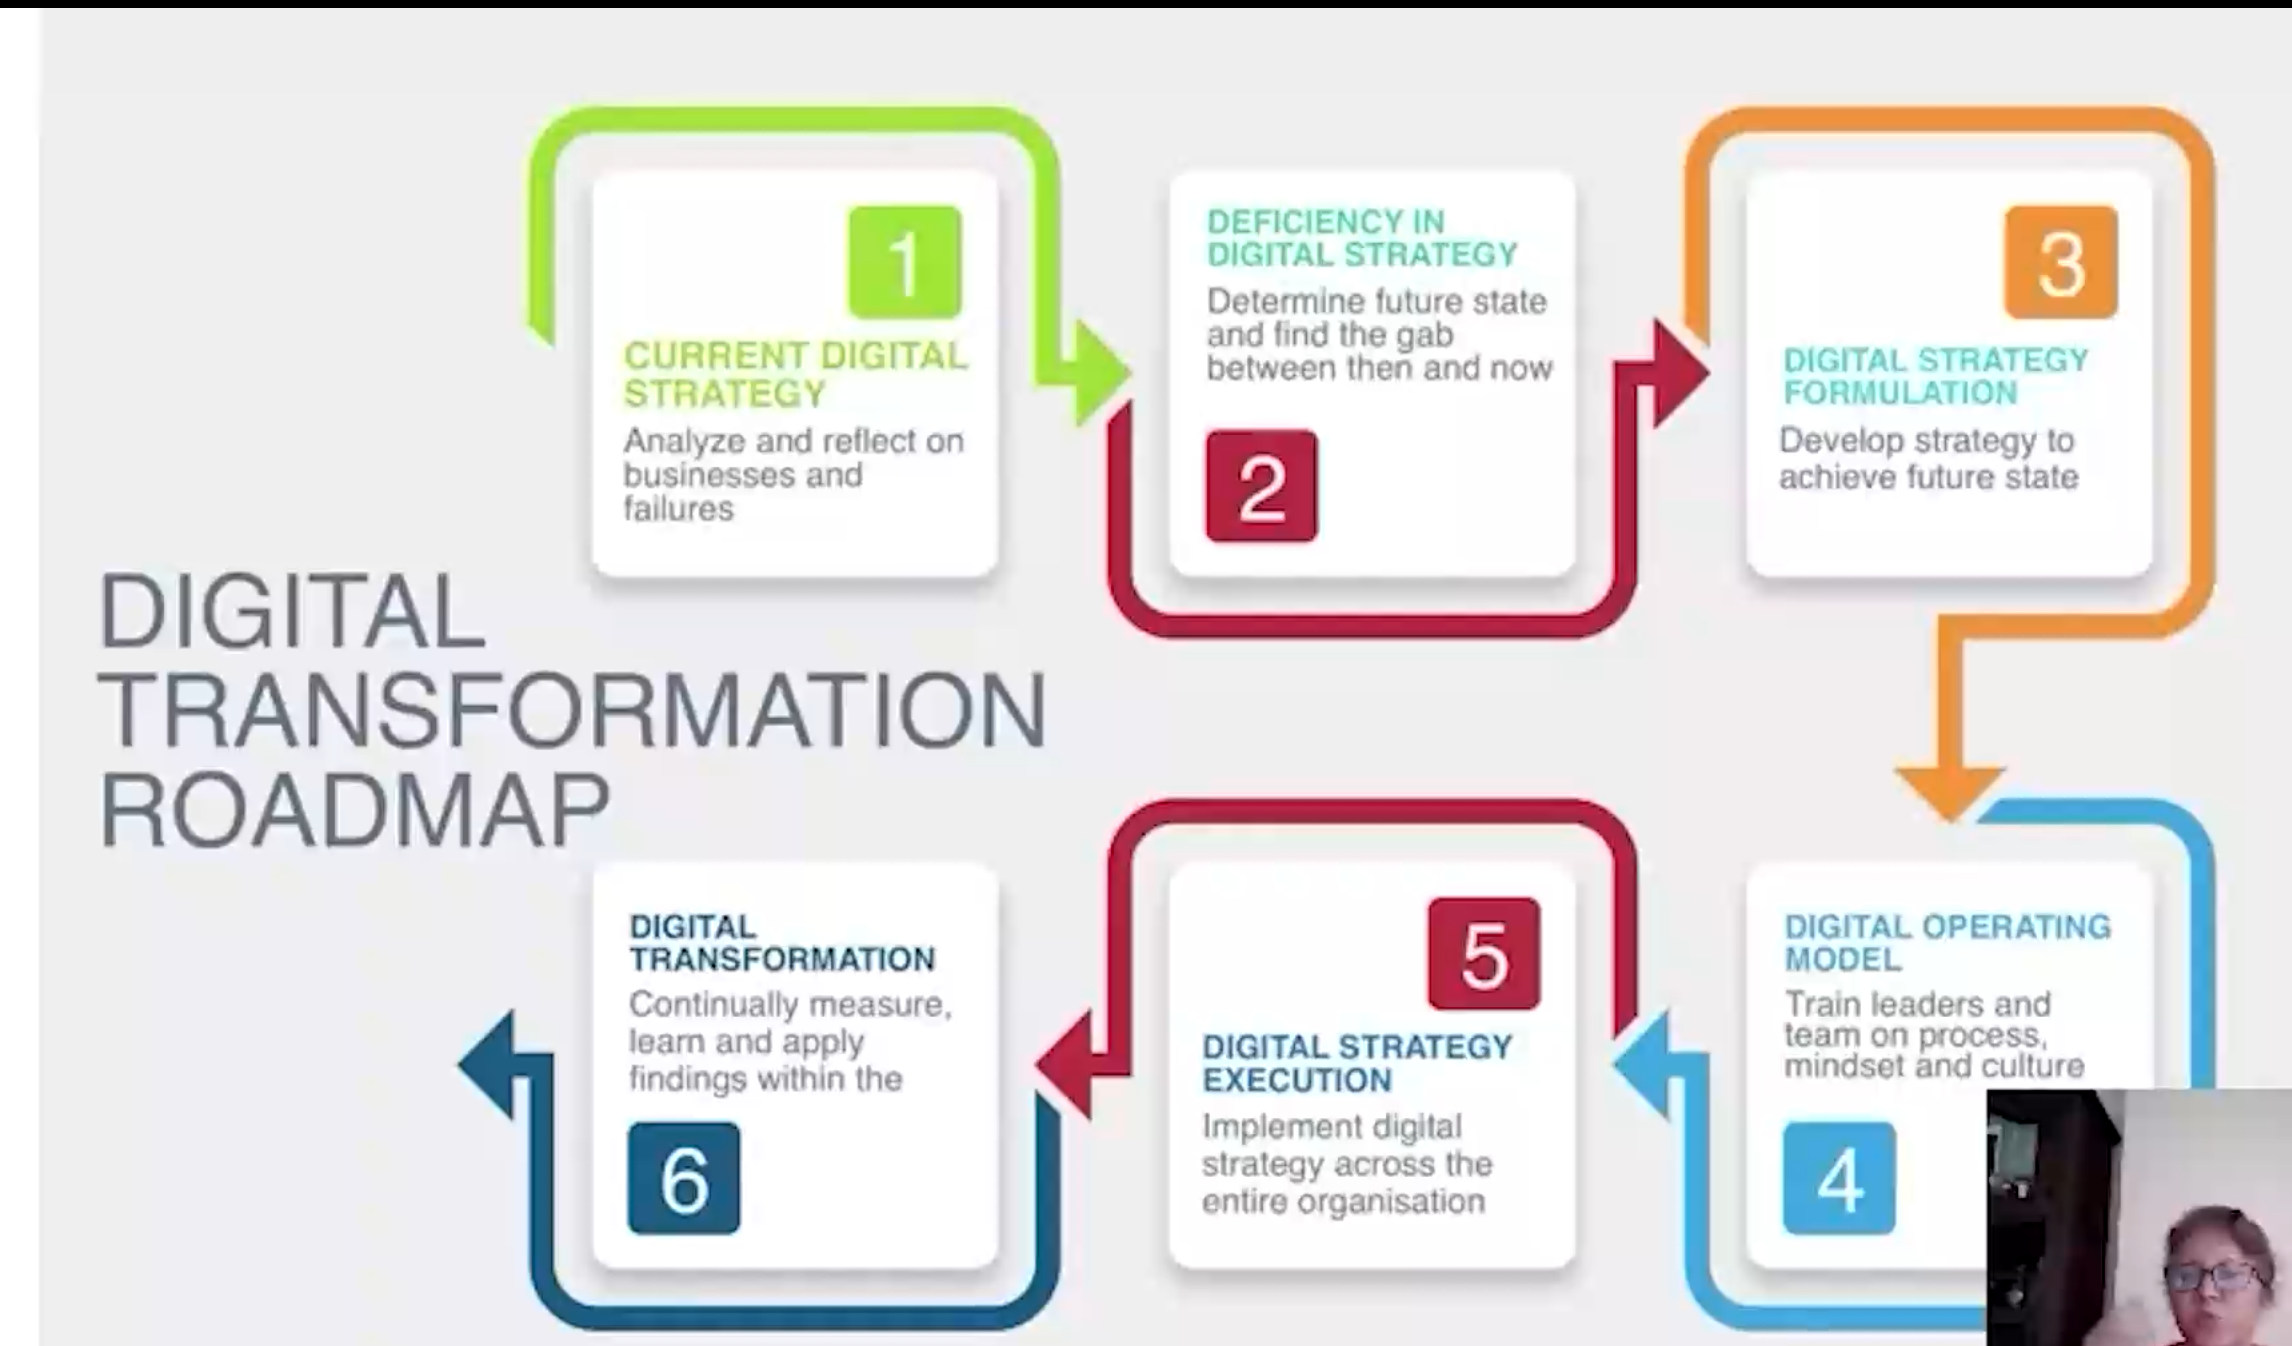 1
CURRENT DIGITAL
STRATEGY
Analyze and reflect on
businesses and
failures
DEFICIENCY IN
DIGITAL STRATEGY
Determine future state
and find the gab
between then and now
2
3
DIGITAL STRATEGY
FORMULATION
Develop strategy to
achieve future state
DIGITAL
TRANSFORMATION
ROADMAP
DIGITAL OPERATING
MODEL
Train leaders and
team on process,
mindset and culture
4
5
DIGITAL STRATEGY
EXECUTION
Implement digital
strategy across the
entire organisation
DIGITAL
TRANSFORMATION
Continually measure,
learn and apply
findings within the
6